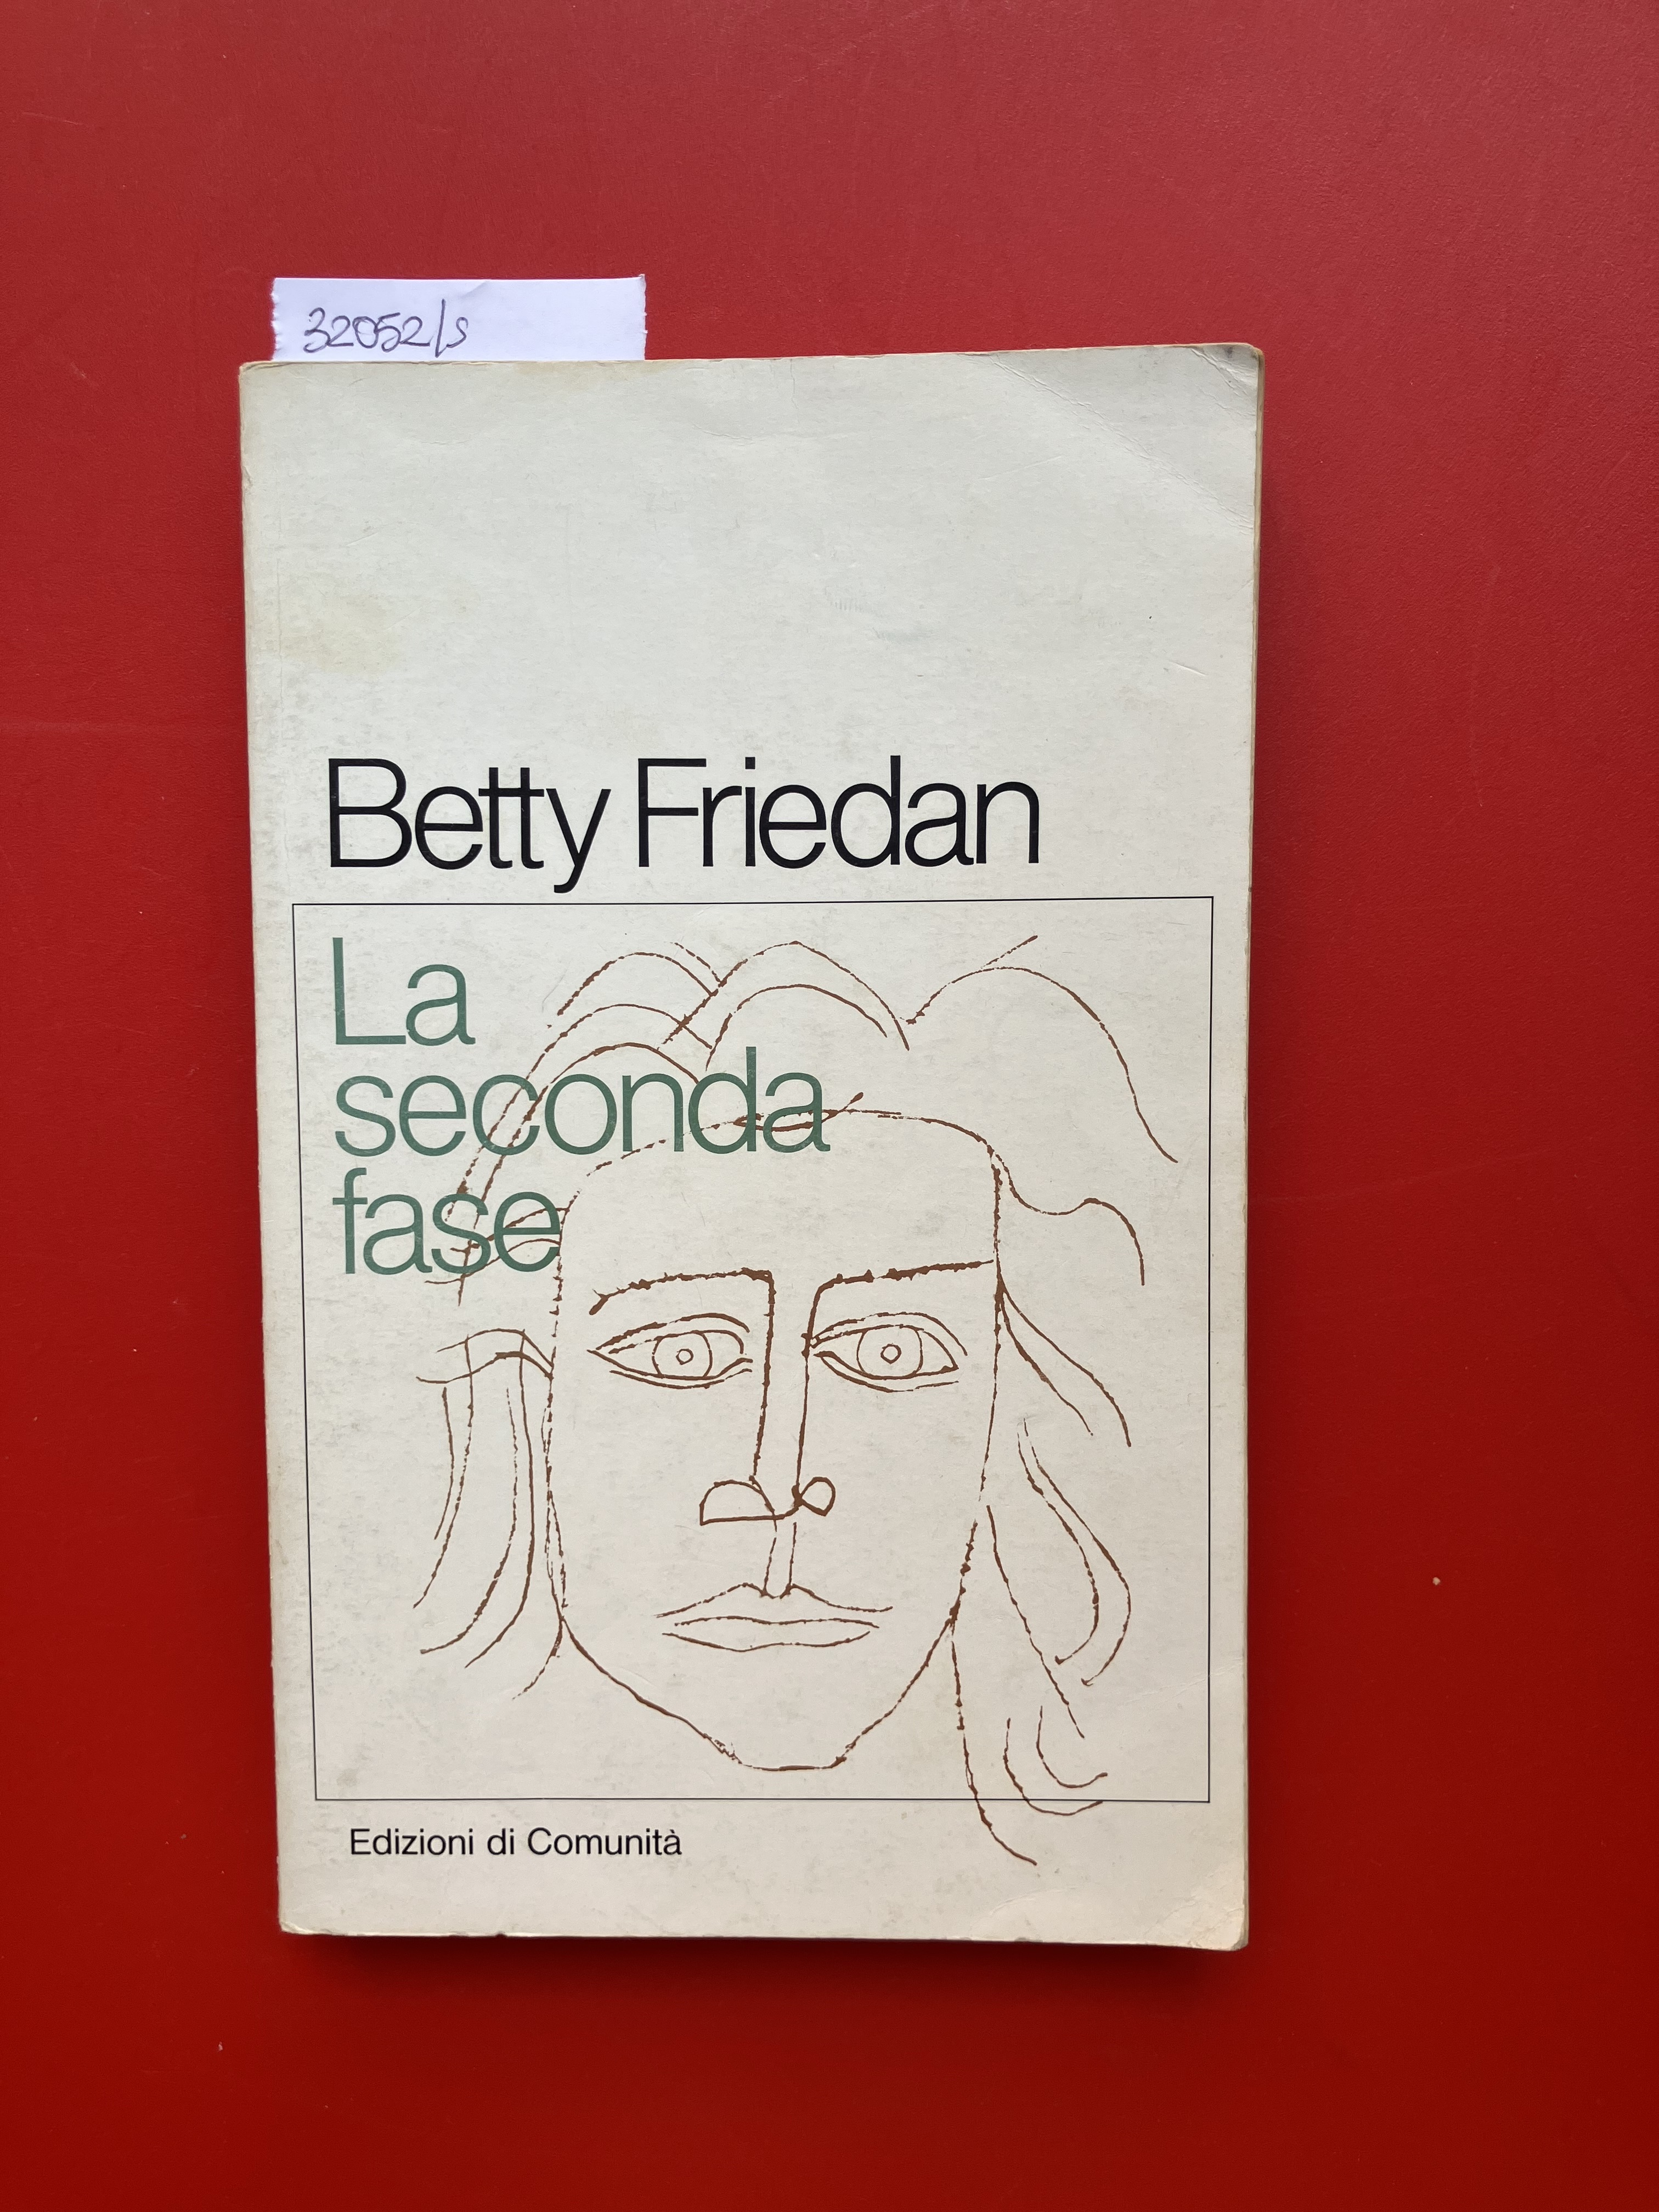 32052/s
Betty Friedan
La
seconda
fase
Edizioni di Comunità